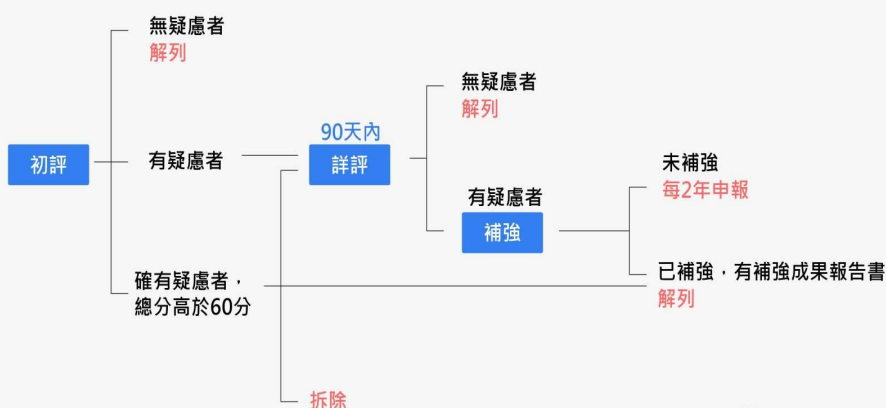 無疑慮者
解列
無疑慮者
解列
90天內
初評
有疑慮者
詳評
未補強
每2年申報
有疑慮者
補強
確有疑慮者，
總分高於60分
已補強，有補強成果報告書
解列
拆除